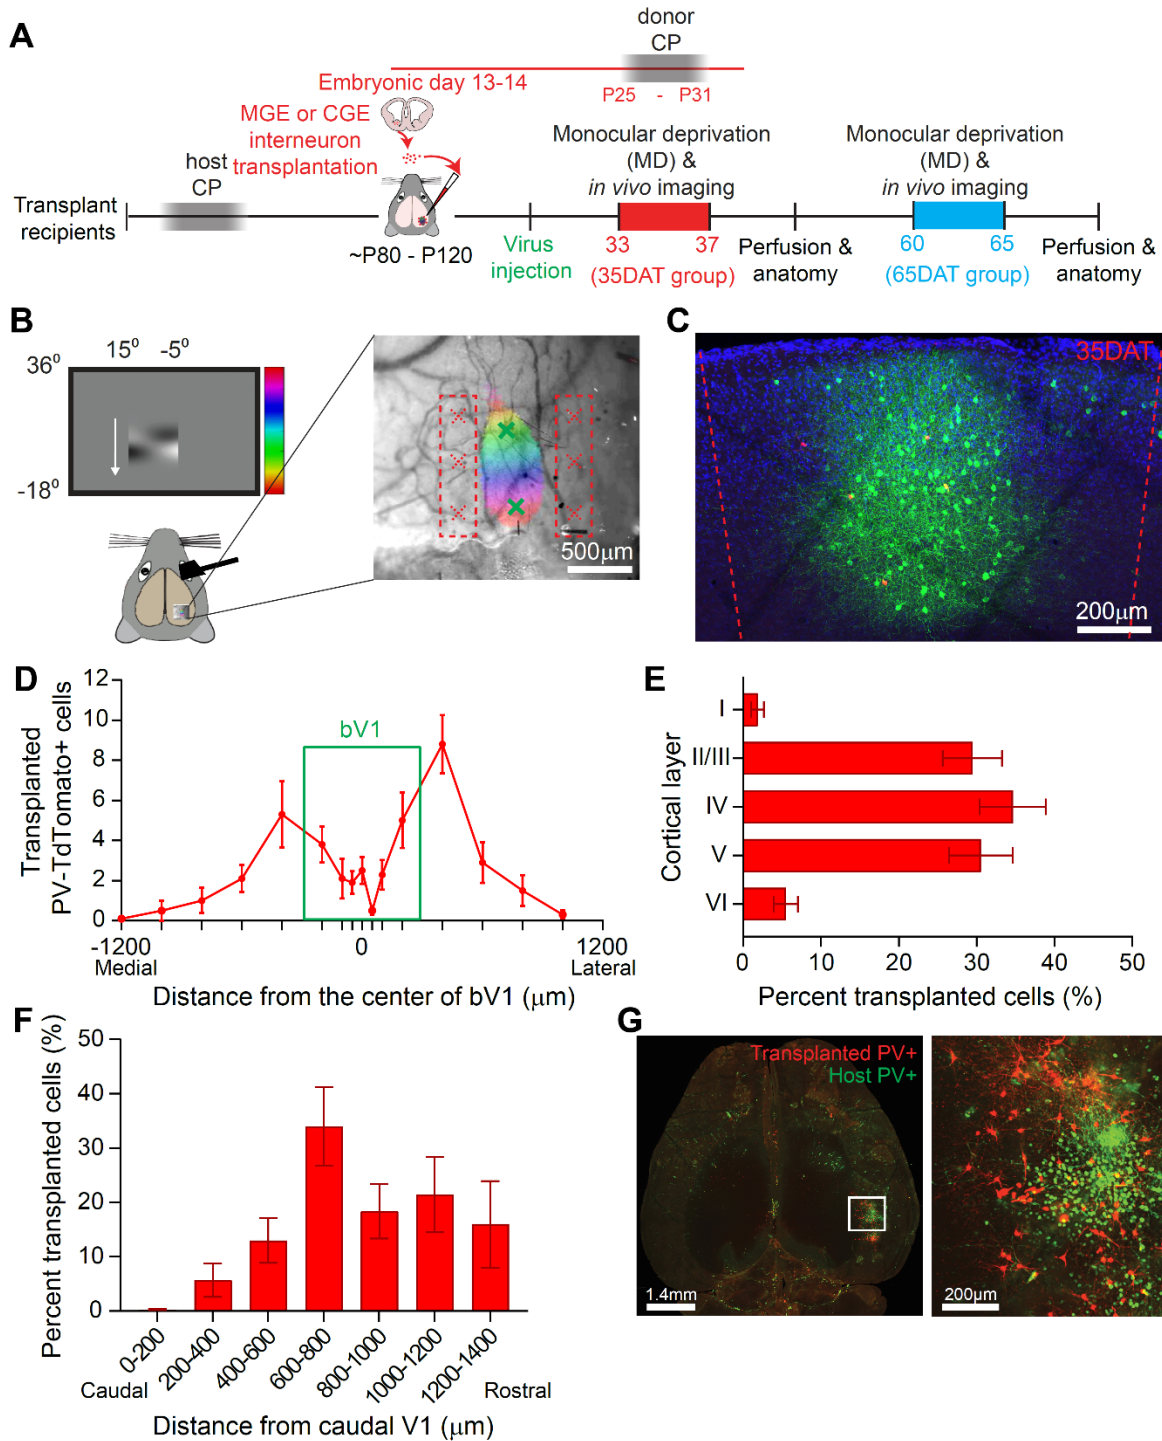 A
donor
CP
Embryonic day 13-14
P25 - P31
MGE or CGE
interneuron
transplantation
host
CP
Monocular deprivation
(MD) &
in vivo imaging
Monocular deprivation
(MD) &
in vivo imaging
Transplant
recipients
~P80 - P120
Virus
injection
33
37
(35DAT group)
Perfusion &
anatomy
60
65
(65DAT group)
Perfusion &
anatomy
B
15⁰
-5⁰
36⁰
-18⁰
500μm
C
35DAT
200μm
D
Transplanted
PV-TdTomato+ cells
12
10
8
6
4
2
0
bV1
-1200
0
1200
Medial
Lateral
Distance from the center of bV1 (μm)
E
Cortical layer
I
II/III
IV
V
VI
0
10
20
30
40
50
Percent transplanted cells (%)
F
Percent transplanted cells (%)
50
40
30
20
10
0
0-200
200-400
400-600
600-800
800-1000
1000-1200
1200-1400
Caudal
Rostral
Distance from caudal V1 (μm)
G
Transplanted PV+
Host PV+
1.4mm
200μm